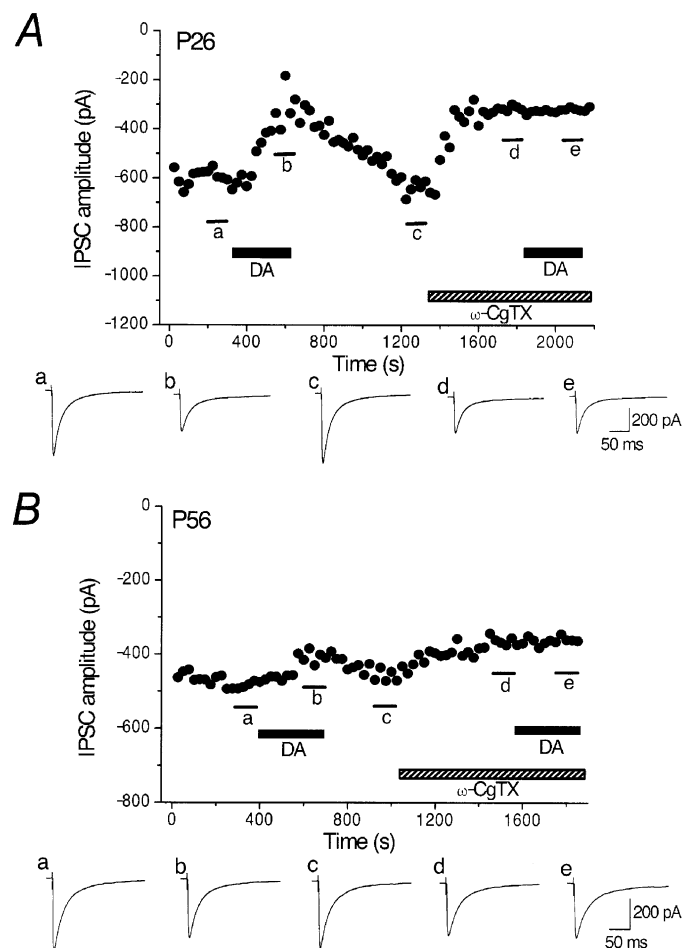 A
P26
IPSC amplitude (pA)
0
-200
-400
-600
-800
-1000
-1200
a
b
c
d
e
DA
DA
ω-CgTX
0
400
800
1200
1600
2000
Time (s)
a
b
c
d
e
200 pA
50 ms
B
P56
IPSC amplitude (pA)
0
-200
-400
-600
-800
a
b
c
d
e
DA
DA
ω-CgTX
0
400
800
1200
1600
Time (s)
a
b
c
d
e
200 pA
50 ms